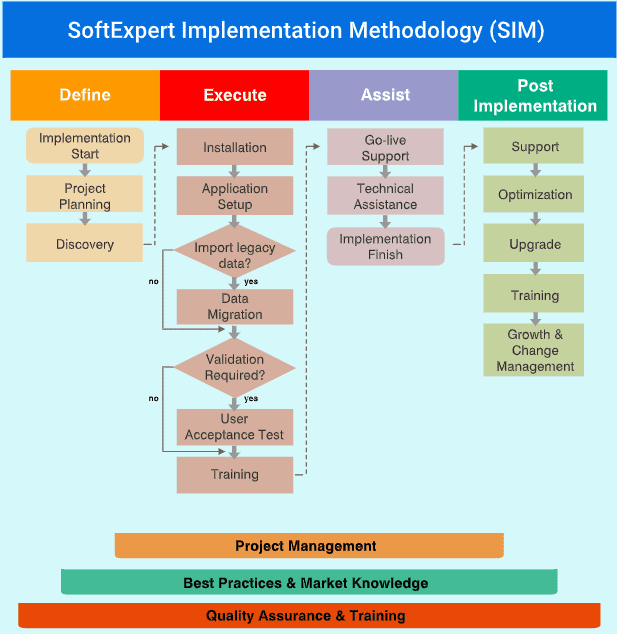 SoftExpert Implementation Methodology (SIM)
Define
Execute
Assist
Post
Implementation
Implementation
Start
Project
Planning
Discovery
Installation
Application
Setup
Import legacy
data?
no
yes
Data
Migration
Validation
Required?
no
yes
User
Acceptance Test
Training
Go-live
Support
Technical
Assistance
Implementation
Finish
Support
Optimization
Upgrade
Training
Growth &
Change
Management
Project Management
Best Practices & Market Knowledge
Quality Assurance & Training